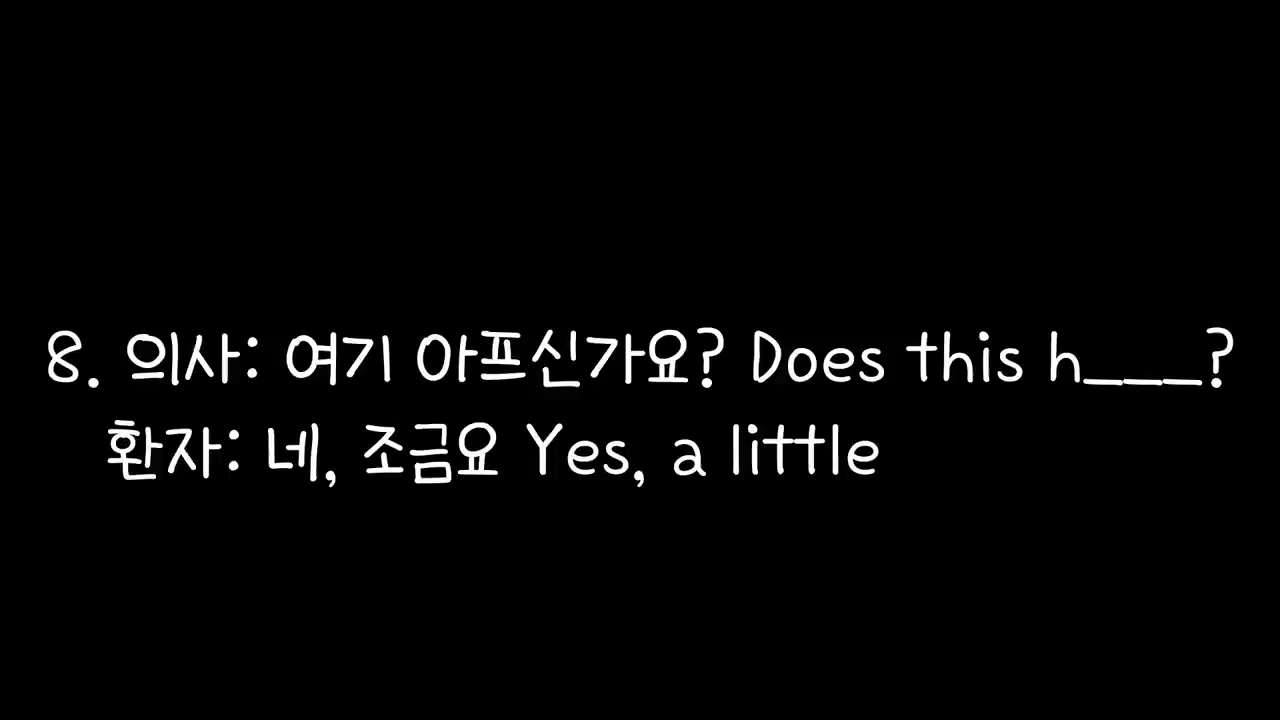 8. 의사: 여기 아프신가요? Does this h___?
환자: 네, 조금요 Yes, a little